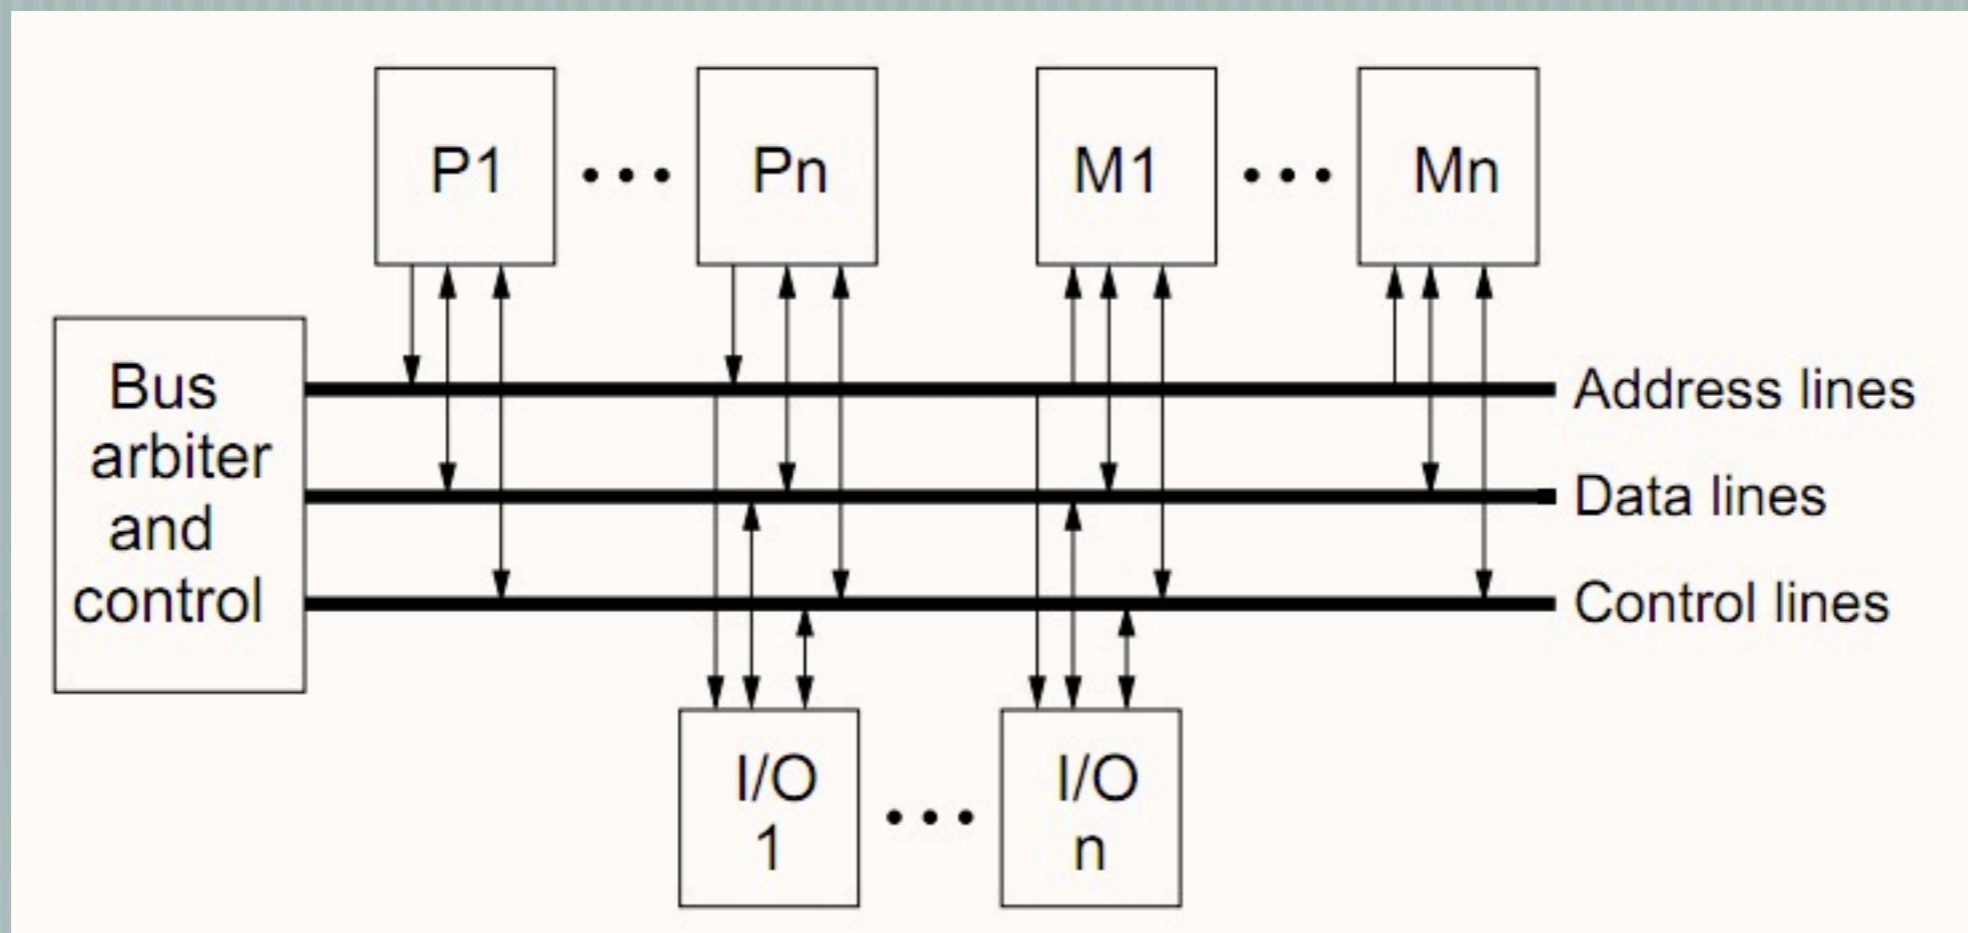 P1
Pn
M1
Mn
Bus
arbiter
and
control
Address lines
Data lines
Control lines
I/O
1
I/O
n